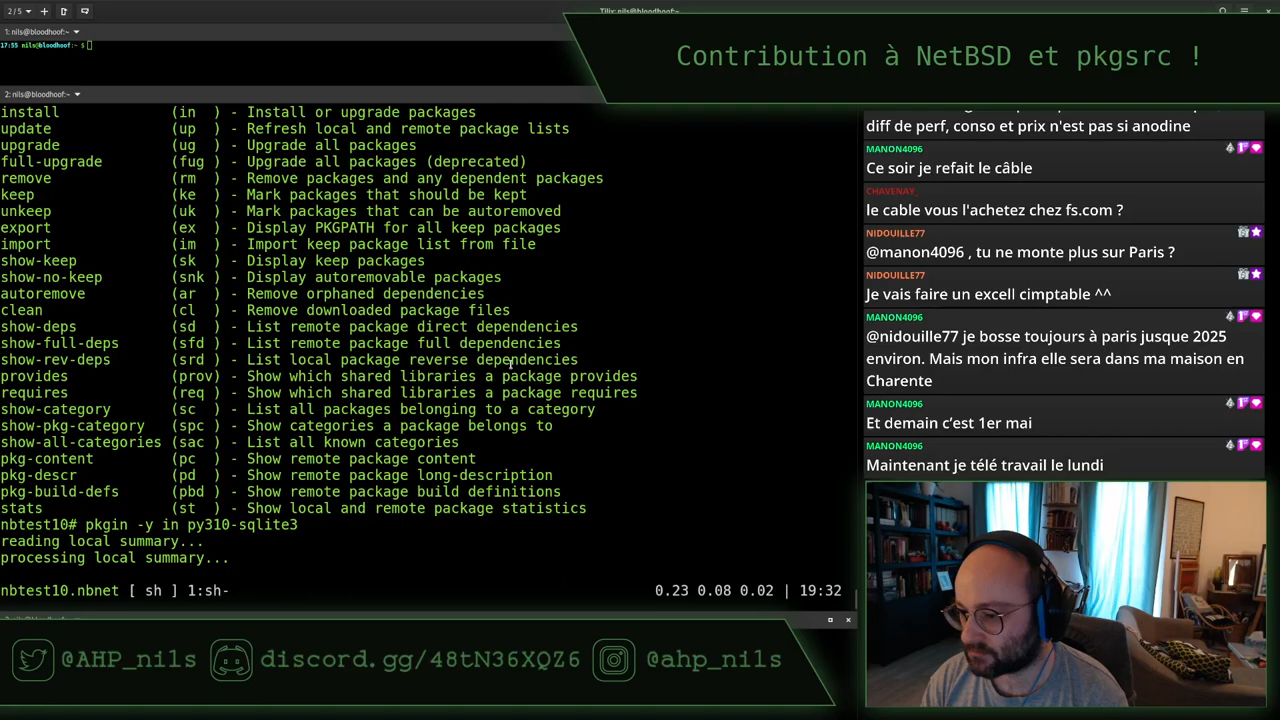 2 / 5
Tilix: nils@bloodhoof:~
1: nils@bloodhoof:~
17:55 nils@bloodhoof:~ $
Contribution à NetBSD et pkgsrc !
2: nils@bloodhoof:~
install (in ) - Install or upgrade packages
update (up ) - Refresh local and remote package lists
upgrade (ug ) - Upgrade all packages
full-upgrade (fug ) - Upgrade all packages (deprecated)
remove (rm ) - Remove packages and any dependent packages
keep (ke ) - Mark packages that should be kept
unkeep (uk ) - Mark packages that can be autoremoved
export (ex ) - Display PKGPATH for all keep packages
import (im ) - Import keep package list from file
show-keep (sk ) - Display keep packages
show-no-keep (snk ) - Display autoremovable packages
autoremove (ar ) - Remove orphaned dependencies
clean (cl ) - Remove downloaded package files
show-deps (sd ) - List remote package direct dependencies
show-full-deps (sfd ) - List remote package full dependencies
show-rev-deps (srd ) - List local package reverse dependencies
provides (prov) - Show which shared libraries a package provides
requires (req ) - Show which shared libraries a package requires
show-category (sc ) - List all packages belonging to a category
show-pkg-category (spc ) - Show categories a package belongs to
show-all-categories (sac ) - List all known categories
pkg-content (pc ) - Show remote package content
pkg-descr (pd ) - Show remote package long-description
pkg-build-defs (pbd ) - Show remote package build definitions
stats (st ) - Show local and remote package statistics
nbtest10# pkgin -y in py310-sqlite3
reading local summary...
processing local summary...
nbtest10.nbnet [ sh ] 1:sh- 0.23 0.08 0.02 | 19:32
diff de perf, conso et prix n'est pas si anodine
MANON4096
Ce soir je refait le câble
CHAVENAY_
le cable vous l'achetez chez fs.com ?
NIDOUILLE77
@manon4096 , tu ne monte plus sur Paris ?
NIDOUILLE77
Je vais faire un excell cimptable ^^
MANON4096
@nidouille77 je bosse toujours à paris jusque 2025
environ. Mais mon infra elle sera dans ma maison en
Charente
MANON4096
Et demain c’est 1er mai
MANON4096
Maintenant je télé travail le lundi
@AHP_nils
discord.gg/48tN36XQZ6
@ahp_nils